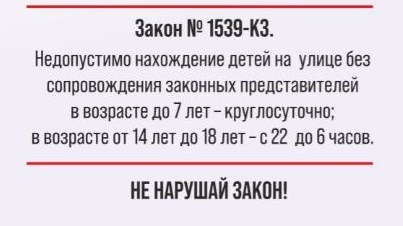 Закон № 1539-КЗ.
Недопустимо нахождение детей на улице без
сопровождения законных представителей
в возрасте до 7 лет – круглосуточно;
в возрасте от 14 лет до 18 лет – с 22 до 6 часов.
НЕ НАРУШАЙ ЗАКОН!